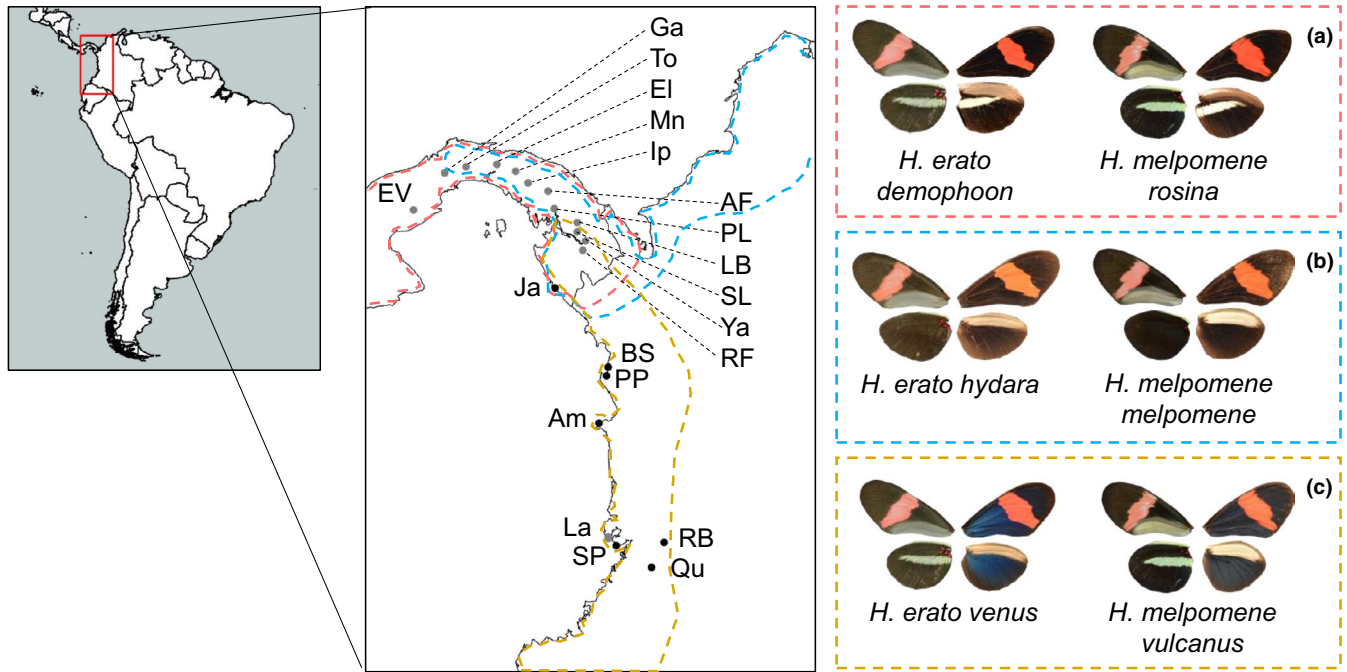 Ga
To
El
Mn
Ip
EV
AF
PL
LB
SL
Ya
RF
Ja
BS
PP
Am
La
SP
RB
Qu
(a)
H. erato
demophoon
H. melpomene
rosina
(b)
H. erato hydara
H. melpomene
melpomene
(c)
H. erato venus
H. melpomene
vulcanus